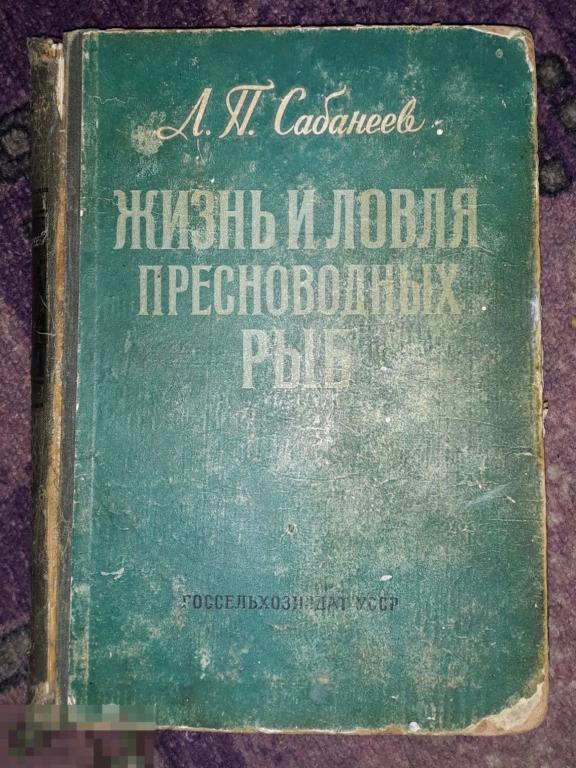 Л. П. Сабанеев
ЖИЗНЬ И ЛОВЛЯ
ПРЕСНОВОДНЫХ
РЫБ
ГОССЕЛЬХОЗИЗДАТ УССР